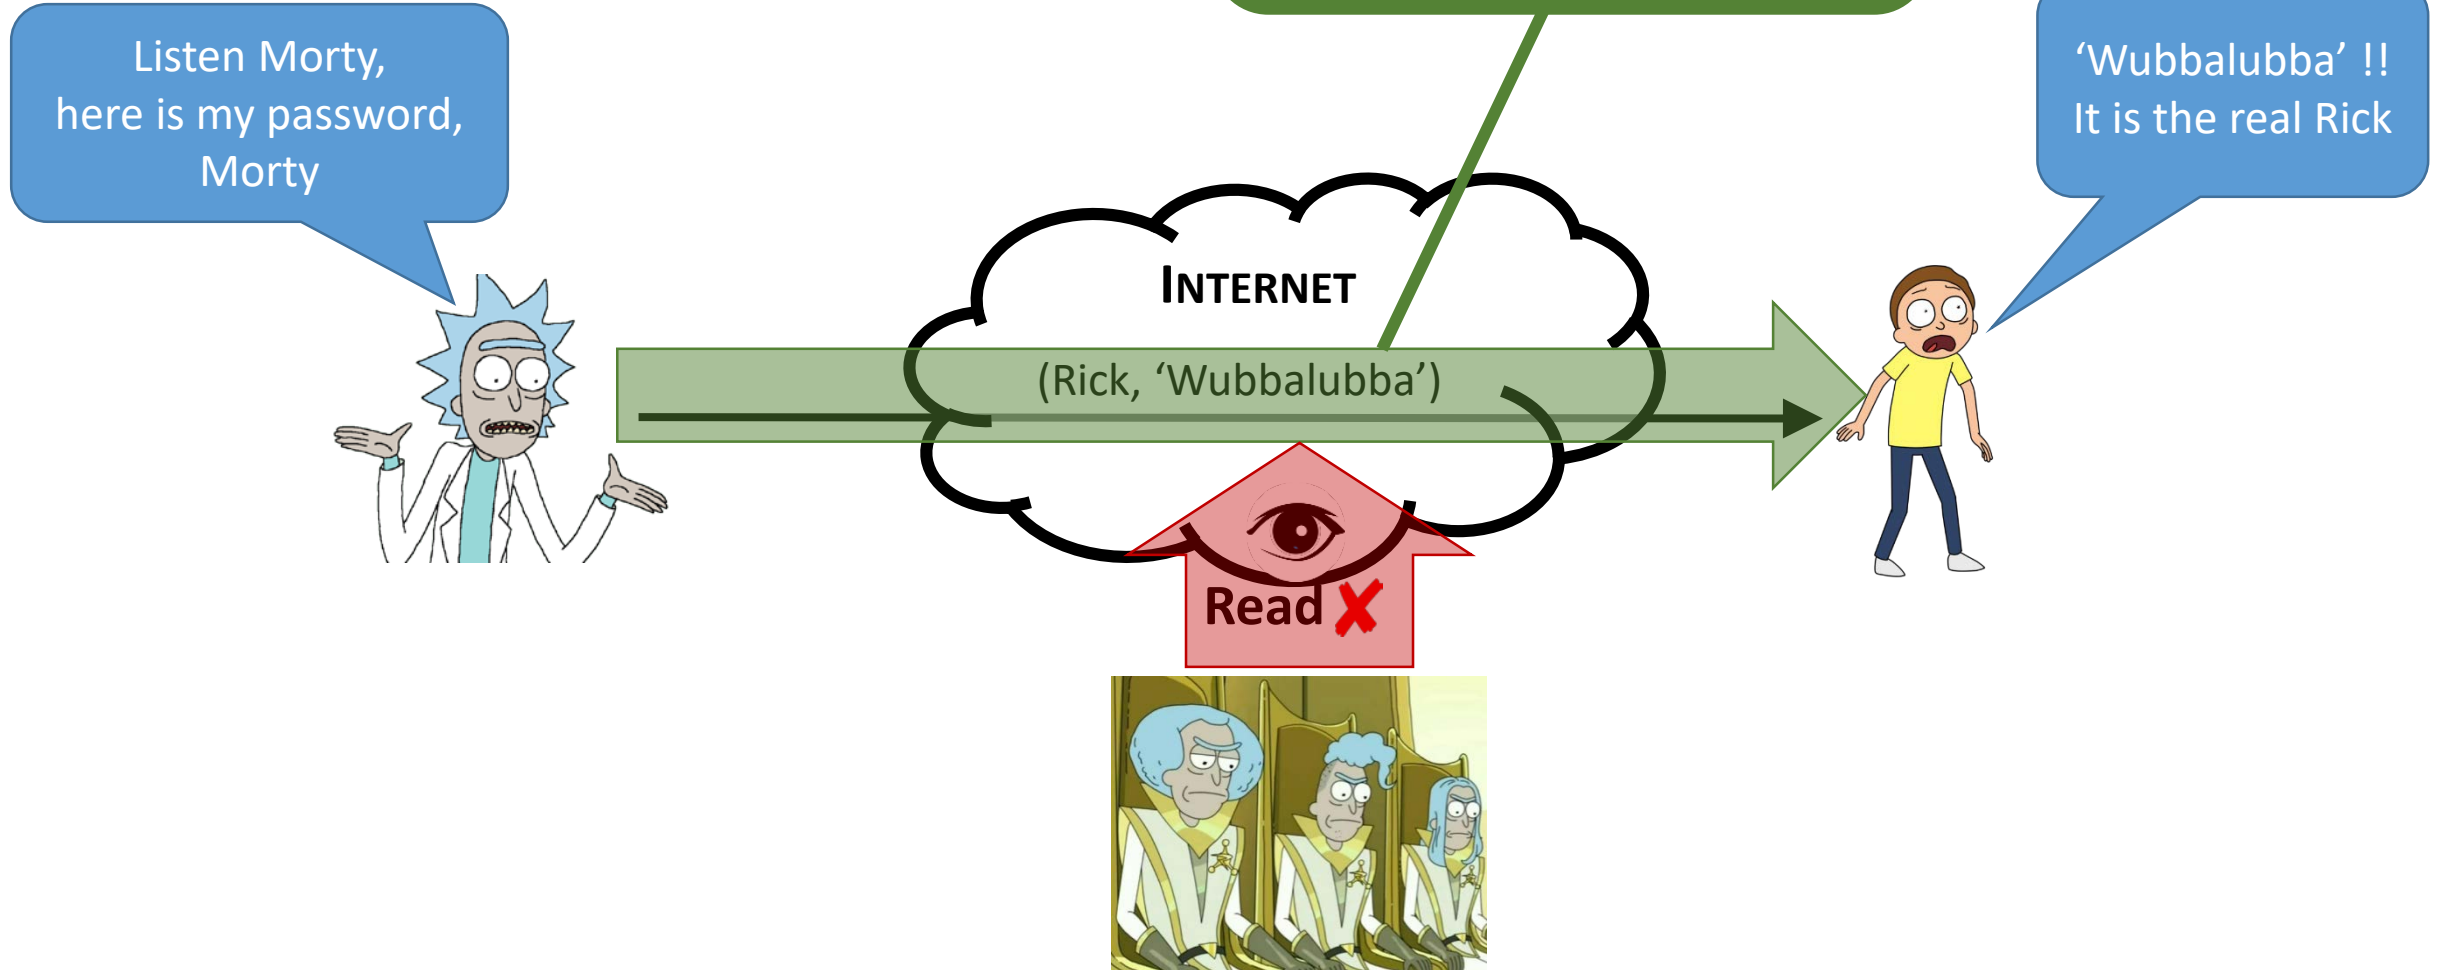 Listen Morty,
here is my password,
Morty
‘Wubbalubba’ !!
It is the real Rick
INTERNET
(Rick, ‘Wubbalubba’)
Read